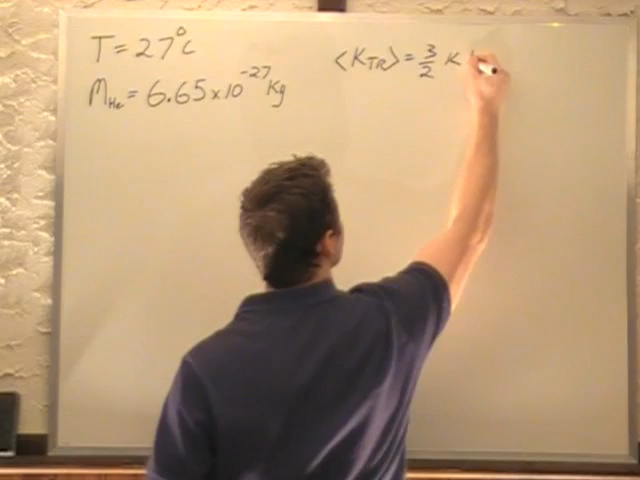 T = 27°C
M_He = 6.65 x 10^-27 Kg
<K_TR> = 3/2 K